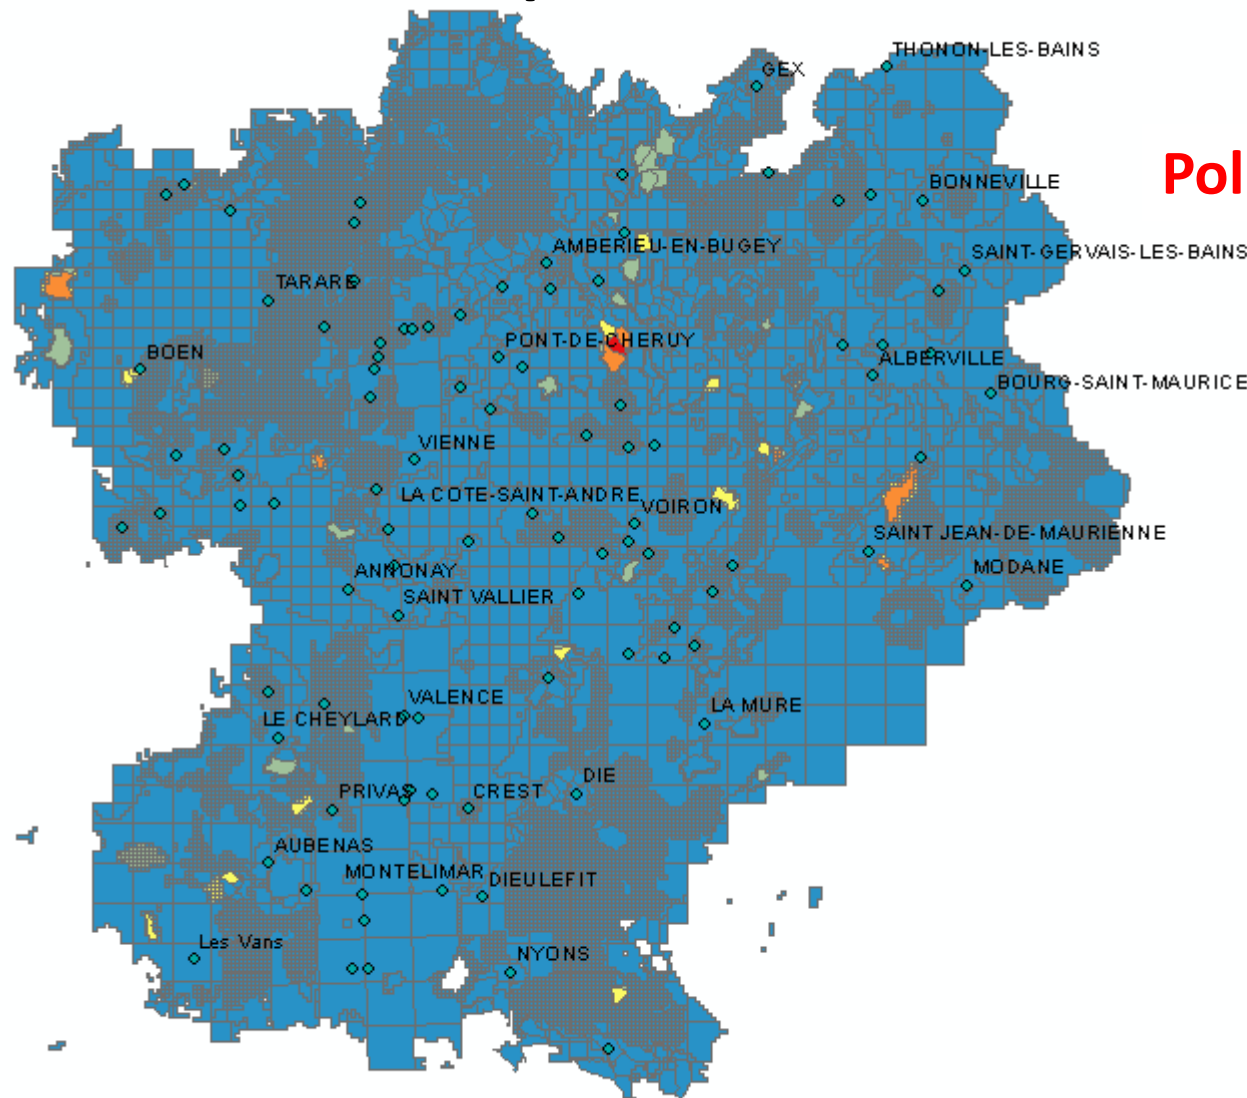 THONON-LES-BAINS
GEX
Pol
BONNEVILLE
AMBERIEU-EN-BUGEY
SAINT-GERVAIS-LES-BAINS
TARARE
PONT-DE-CHERUY
BOEN
ALBERVILLE
BOURG-SAINT-MAURICE
VIENNE
LA COTE-SAINT-ANDRE
VOIRON
SAINT JEAN-DE-MAURIENNE
MODANE
ANNONAY
SAINT VALLIER
VALENCE
LA MURE
LE CHEYLARD
DIE
PRIVAS
CREST
AUBENAS
MONTELIMAR
DIEULEFIT
Les Vans
NYONS